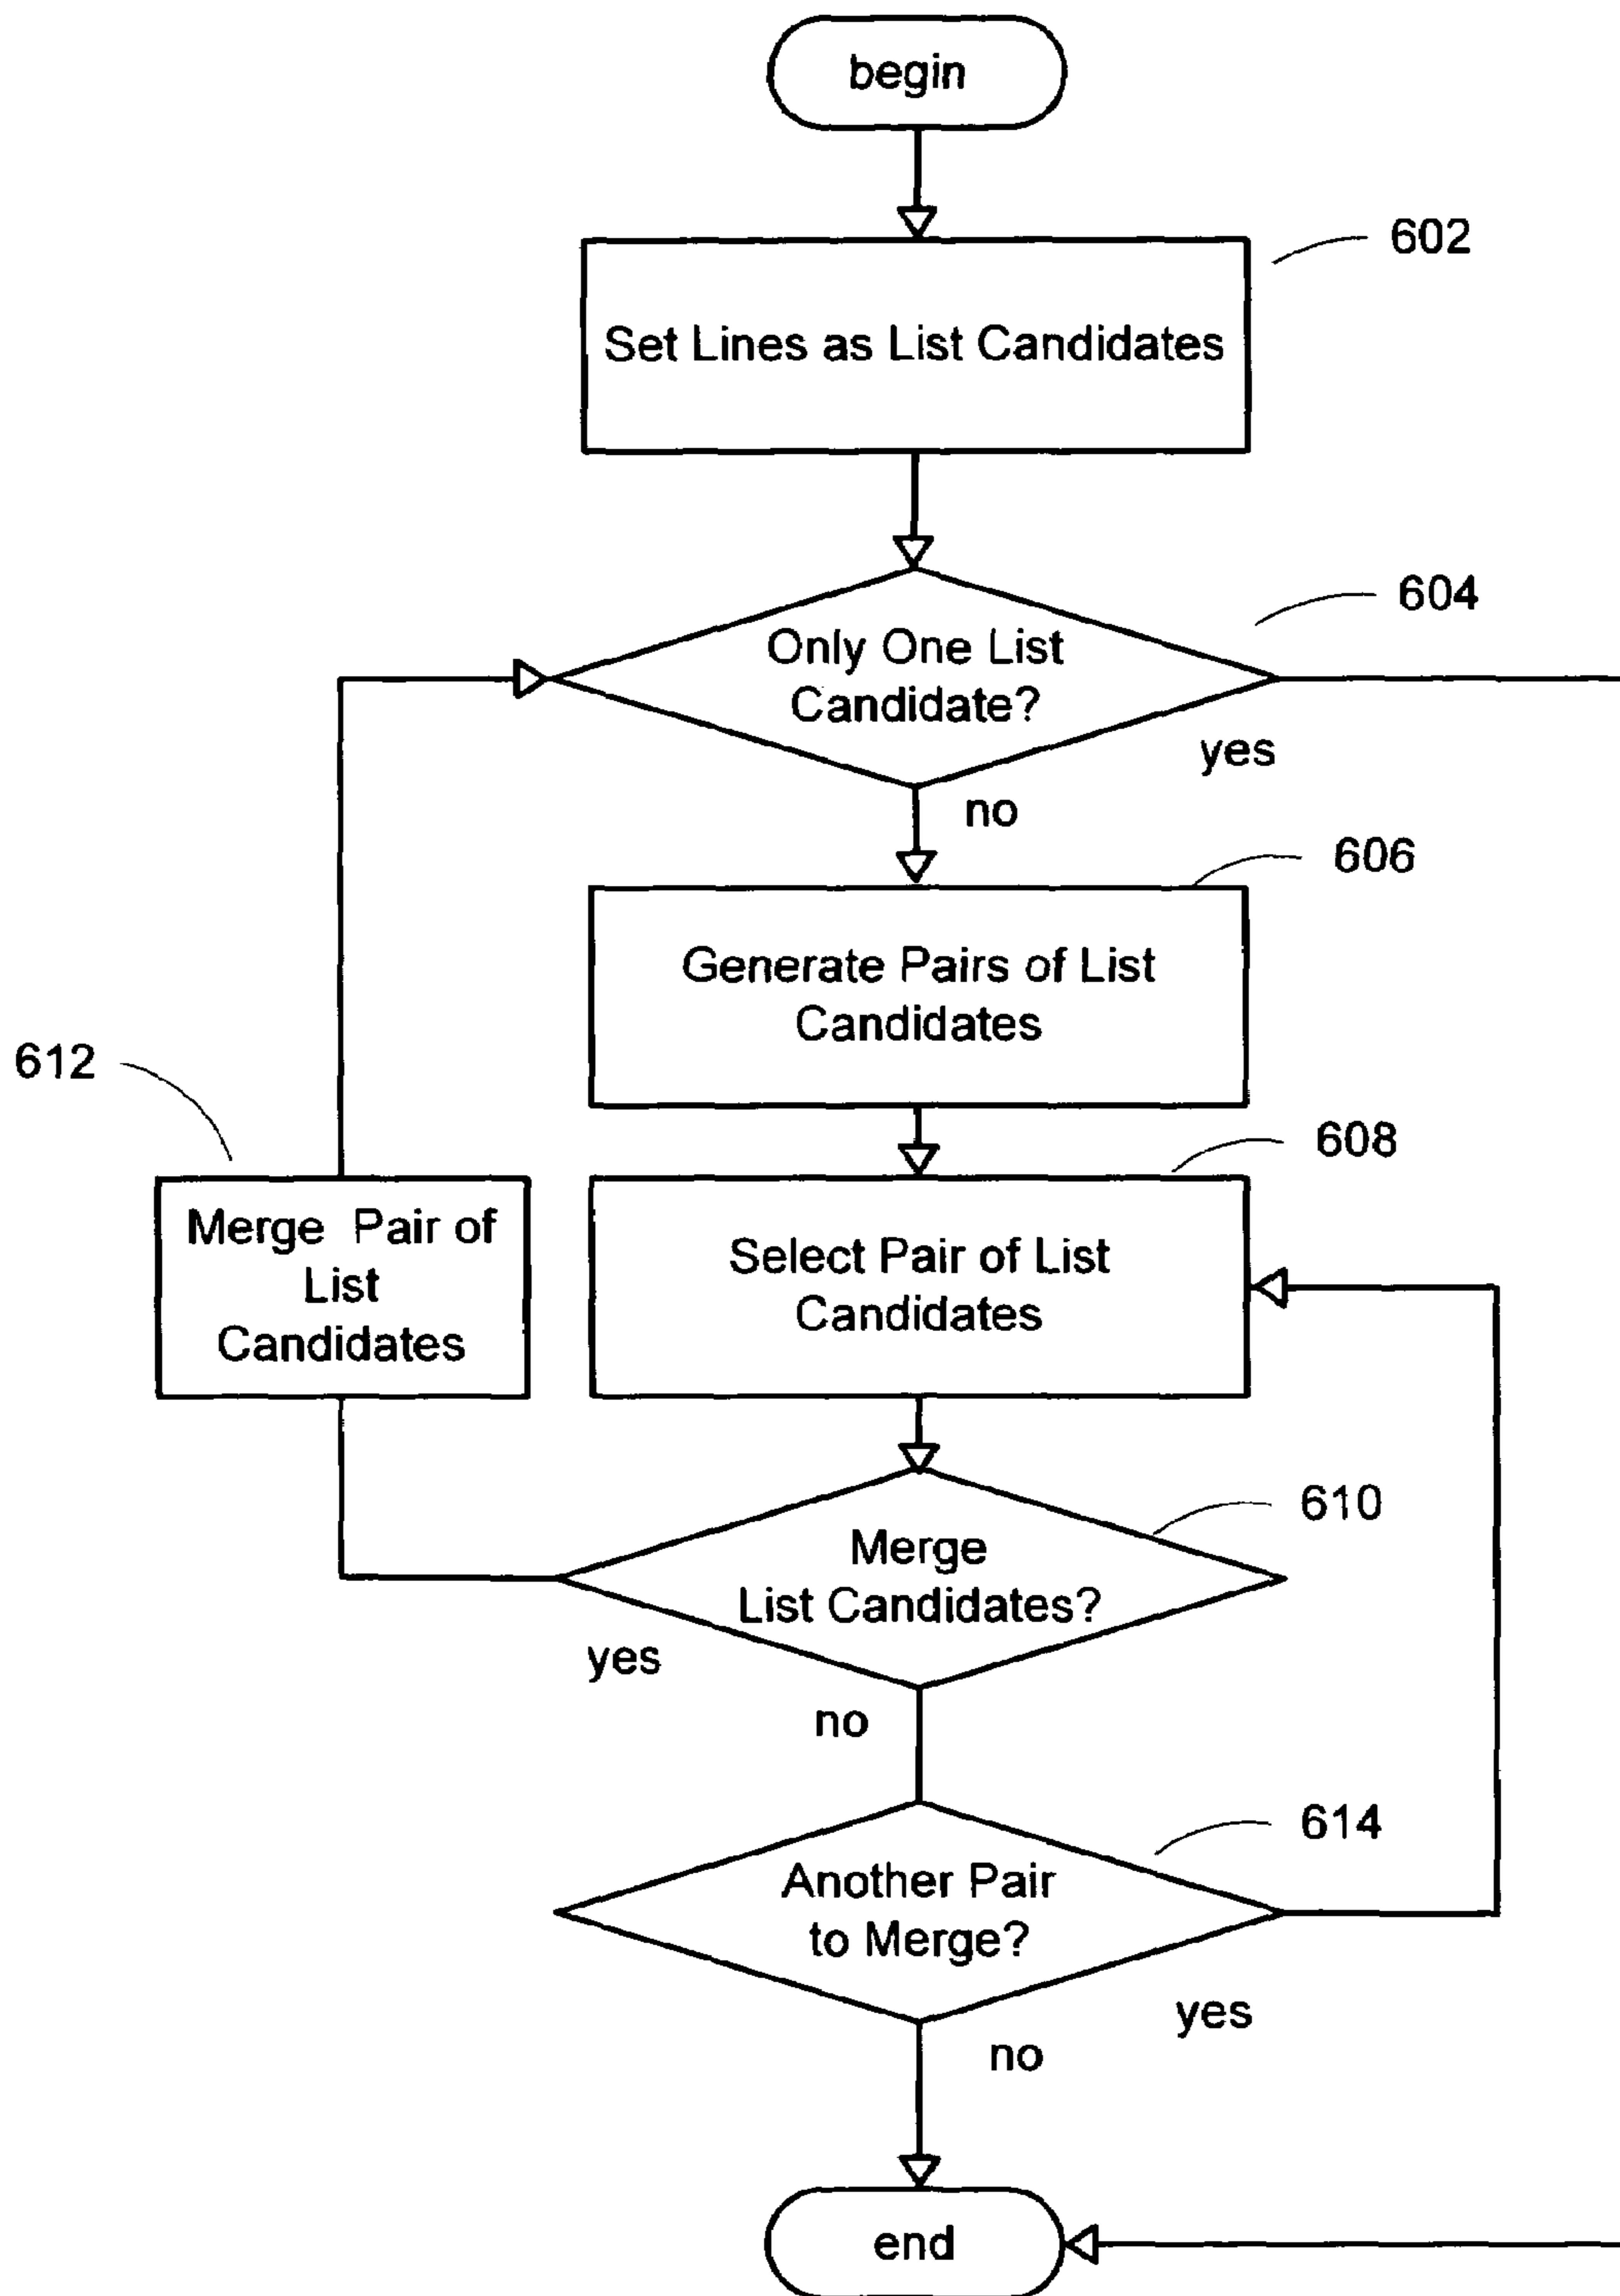 begin
602
Set Lines as List Candidates
604
Only One List
Candidate?
yes
no
606
Generate Pairs of List
Candidates
612
608
Merge Pair of
List
Candidates
Select Pair of List
Candidates
610
Merge
List Candidates?
yes
no
614
Another Pair
to Merge?
yes
no
end